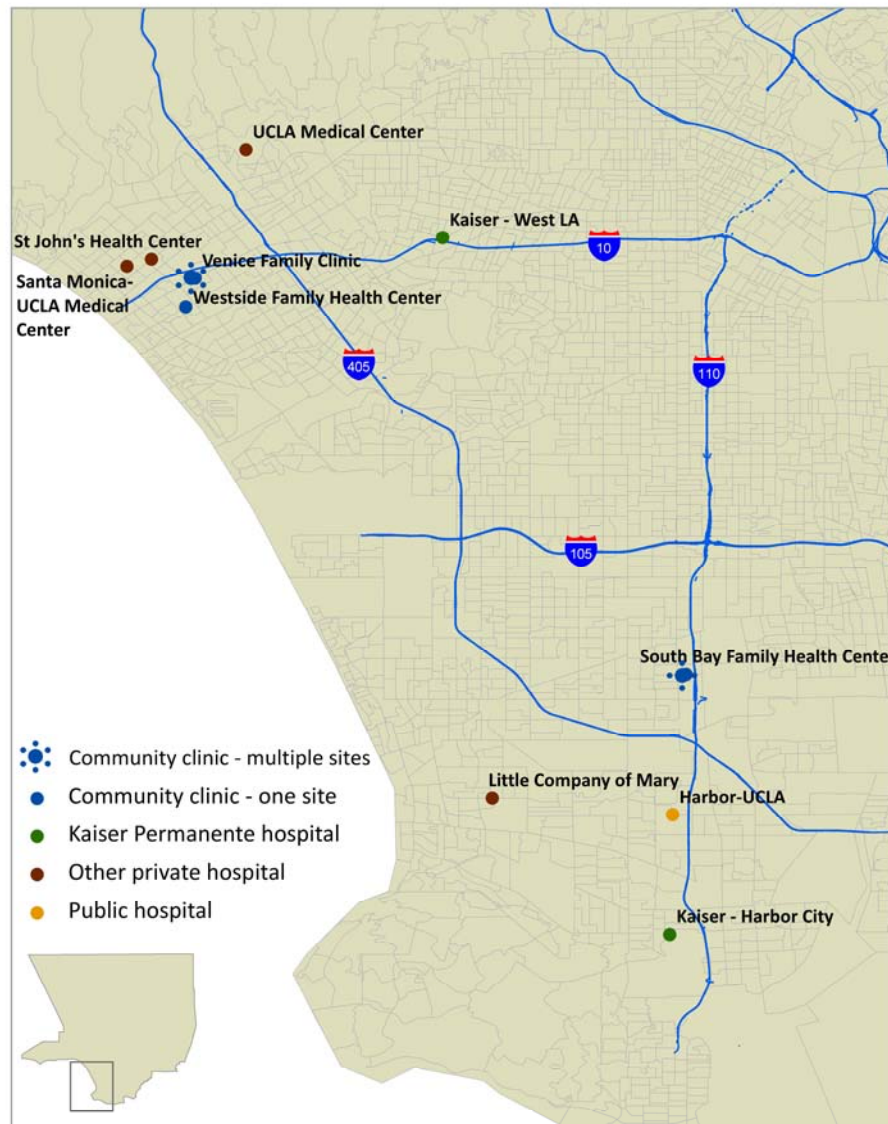 UCLA Medical Center
Kaiser - West LA
10
St John's Health Center
Venice Family Clinic
Santa Monica-
UCLA Medical
Center
Westside Family Health Center
405
110
105
South Bay Family Health Cente
Little Company of Mary
Harbor-UCLA
Kaiser - Harbor City
Community clinic - multiple sites
Community clinic - one site
Kaiser Permanente hospital
Other private hospital
Public hospital